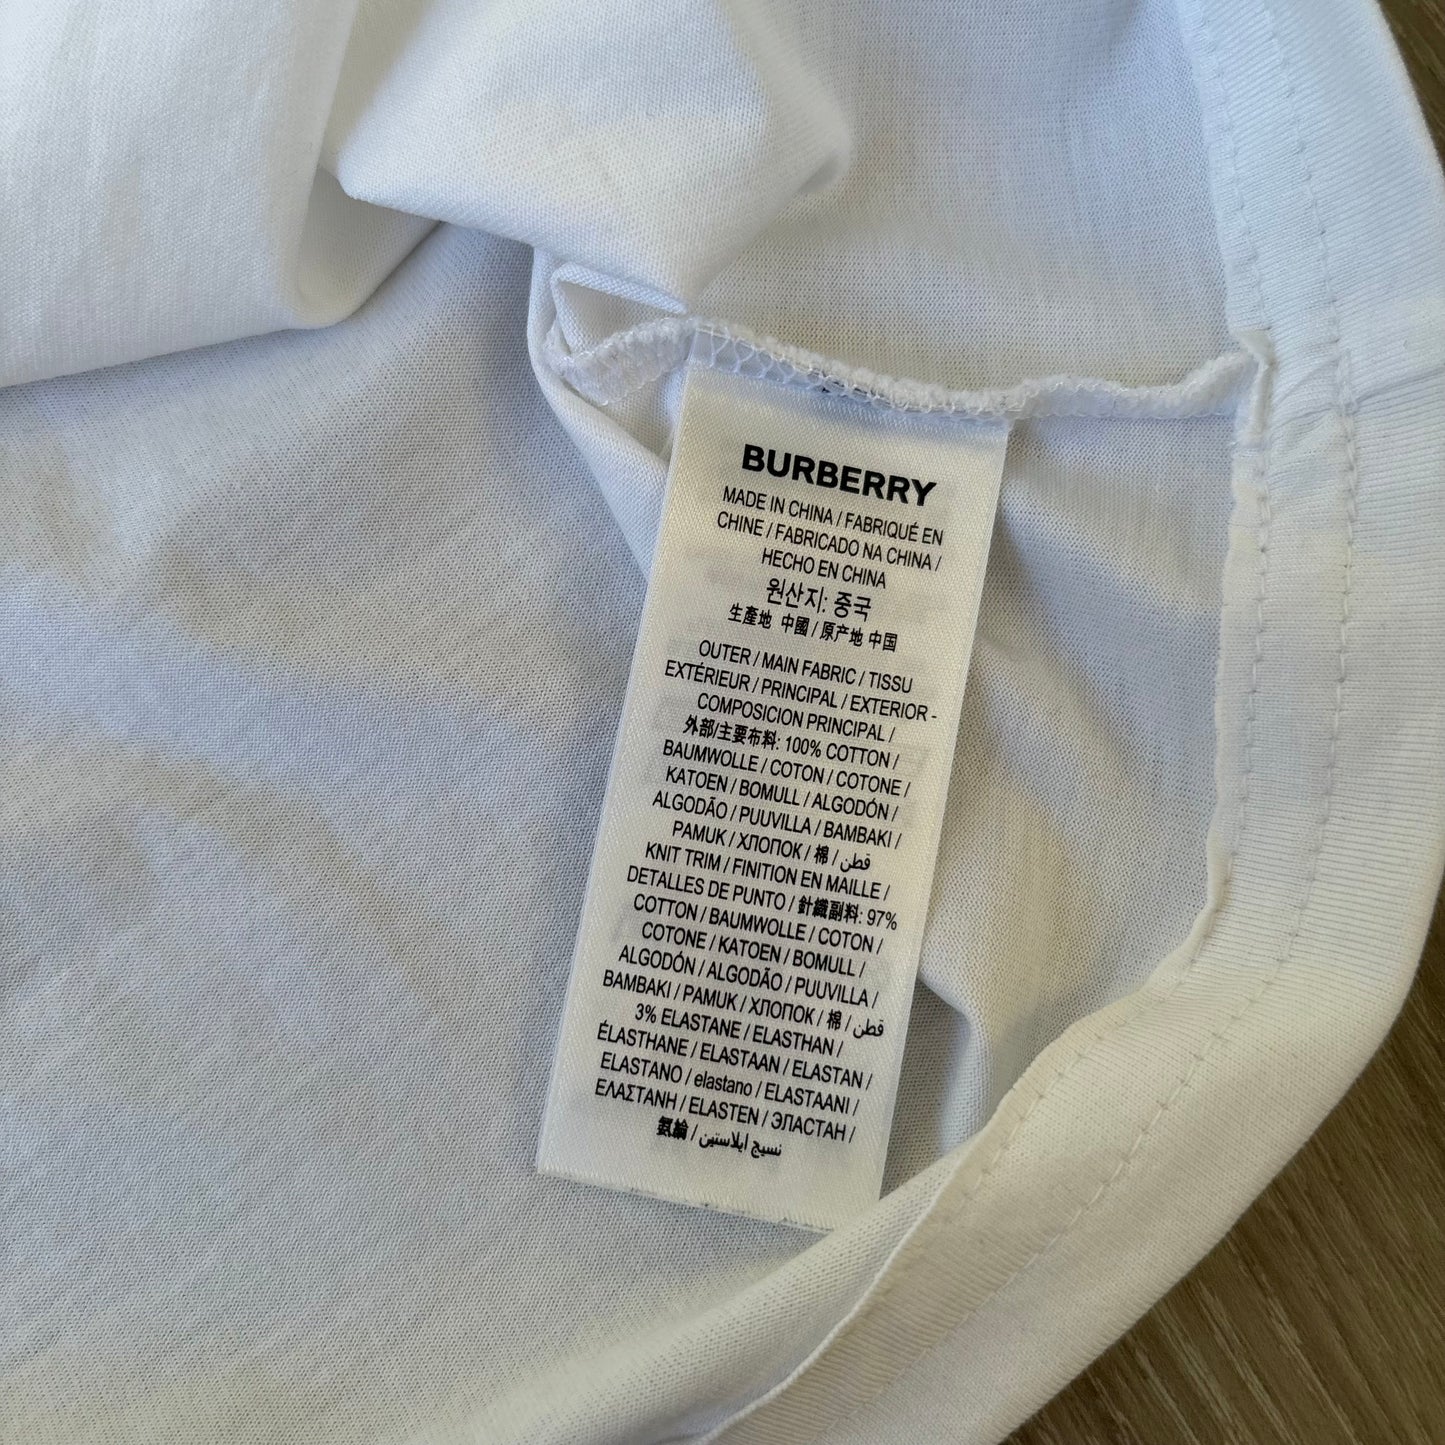 BURBERRY
MADE IN CHINA / FABRIQUÉ EN
CHINE / FABRICADO NA CHINA /
HECHO EN CHINA
원산지: 중국
生產地 中國 / 原产地 中国
OUTER / MAIN FABRIC / TISSU
EXTÉRIEUR / PRINCIPAL / EXTERIOR -
COMPOSICION PRINCIPAL /
外部/主要布料: 100% COTTON /
BAUMWOLLE / COTON / COTONE /
KATOEN / BOMULL / ALGODÓN /
ALGODÃO / PUUVILLA / BAMBAKI /
PAMUK / ХЛОПОК / 棉 / قطن
KNIT TRIM / FINITION EN MAILLE /
DETALLES DE PUNTO / 針織副料: 97%
COTTON / BAUMWOLLE / COTON /
COTONE / KATOEN / BOMULL /
ALGODÓN / ALGODÃO / PUUVILLA /
BAMBAKI / PAMUK / ХЛОПОК / 棉 / قطن
3% ELASTANE / ELASTHAN /
ÉLASTHANE / ELASTAAN / ELASTAN /
ELASTANO / elastano / ELASTAANI /
ΕΛΑΣΤΑΝΗ / ELASTEN / ЭЛАСТАН /
氨綸 / نسيج ايلاستين